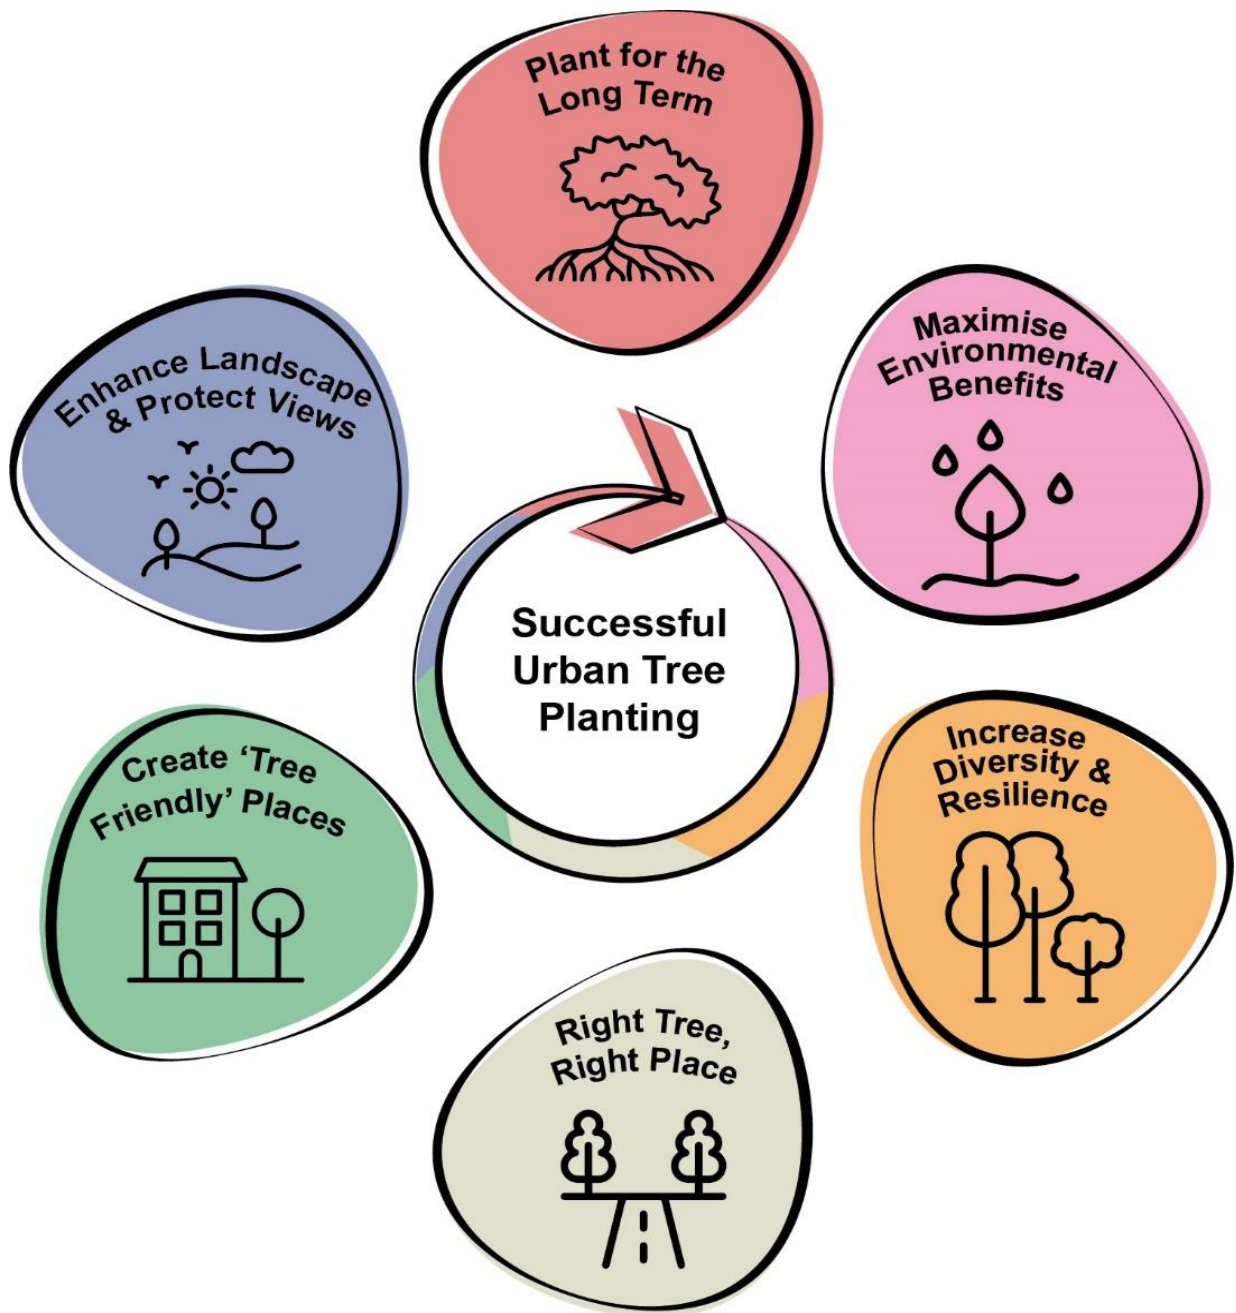 Plant for the
Long Term
Maximise
Environmental
Benefits
Increase
Diversity &
Resilience
Right Tree,
Right Place
Create ‘Tree
Friendly’ Places
Enhance Landscape
& Protect Views
Successful
Urban Tree
Planting